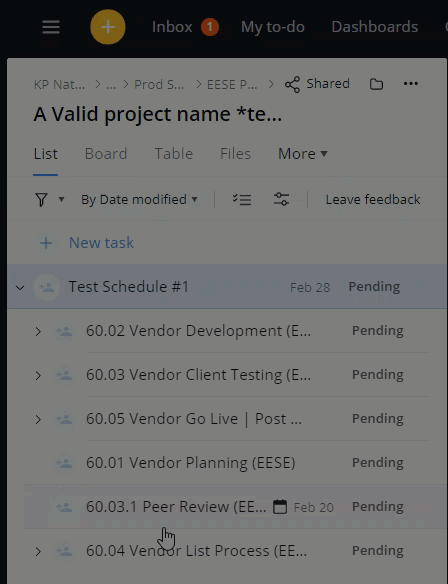 Inbox 1 My to-do Dashboards
KP Nat... > ... > Prod S... > EESE P... > Shared
A Valid project name *te...
List Board Table Files More
By Date modified Leave feedback
+ New task
Test Schedule #1 Feb 28 Pending
60.02 Vendor Development (E... Pending
60.03 Vendor Client Testing (E... Pending
60.05 Vendor Go Live | Post ... Pending
60.01 Vendor Planning (EESE) Pending
60.03.1 Peer Review (EE... Feb 20 Pending
60.04 Vendor List Process (EE... Pending